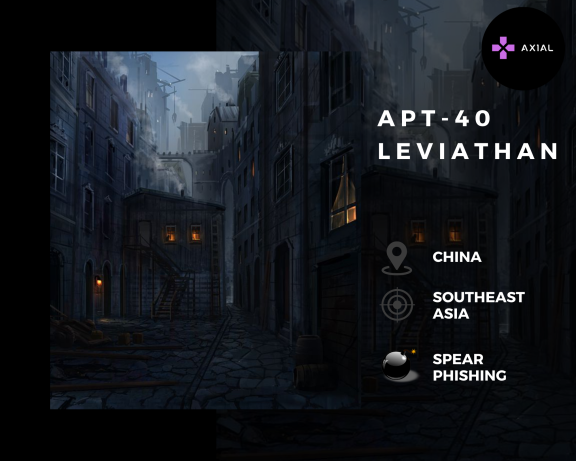 AXIAL
APT-40
LEVIATHAN
CHINA
SOUTHEAST
ASIA
SPEAR
PHISHING